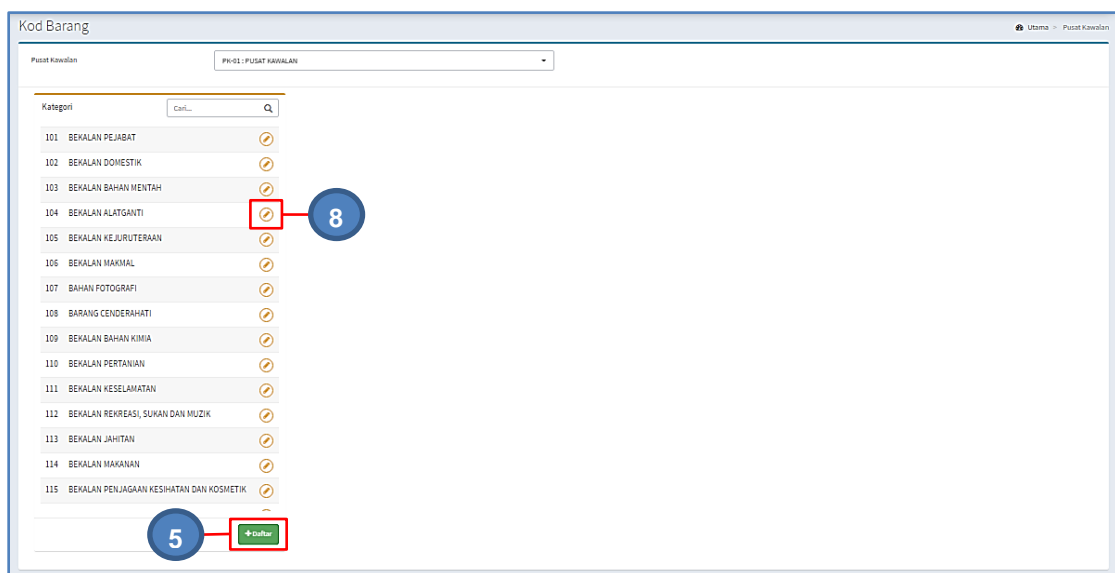 Kod Barang
Utama > Pusat Kawalan
Pusat Kawalan
PK-01 : PUSAT KAWALAN
Kategori
Cari...
101 BEKALAN PEJABAT
102 BEKALAN DOMESTIK
103 BEKALAN BAHAN MENTAH
104 BEKALAN ALATGANTI
8
105 BEKALAN KEJURUTERAAN
106 BEKALAN MAKMAL
107 BAHAN FOTOGRAFI
108 BARANG CENDERAHATI
109 BEKALAN BAHAN KIMIA
110 BEKALAN PERTANIAN
111 BEKALAN KESELAMATAN
112 BEKALAN REKREASI, SUKAN DAN MUZIK
113 BEKALAN JAHITAN
114 BEKALAN MAKANAN
115 BEKALAN PENJAGAAN KESIHATAN DAN KOSMETIK
5
+ Daftar